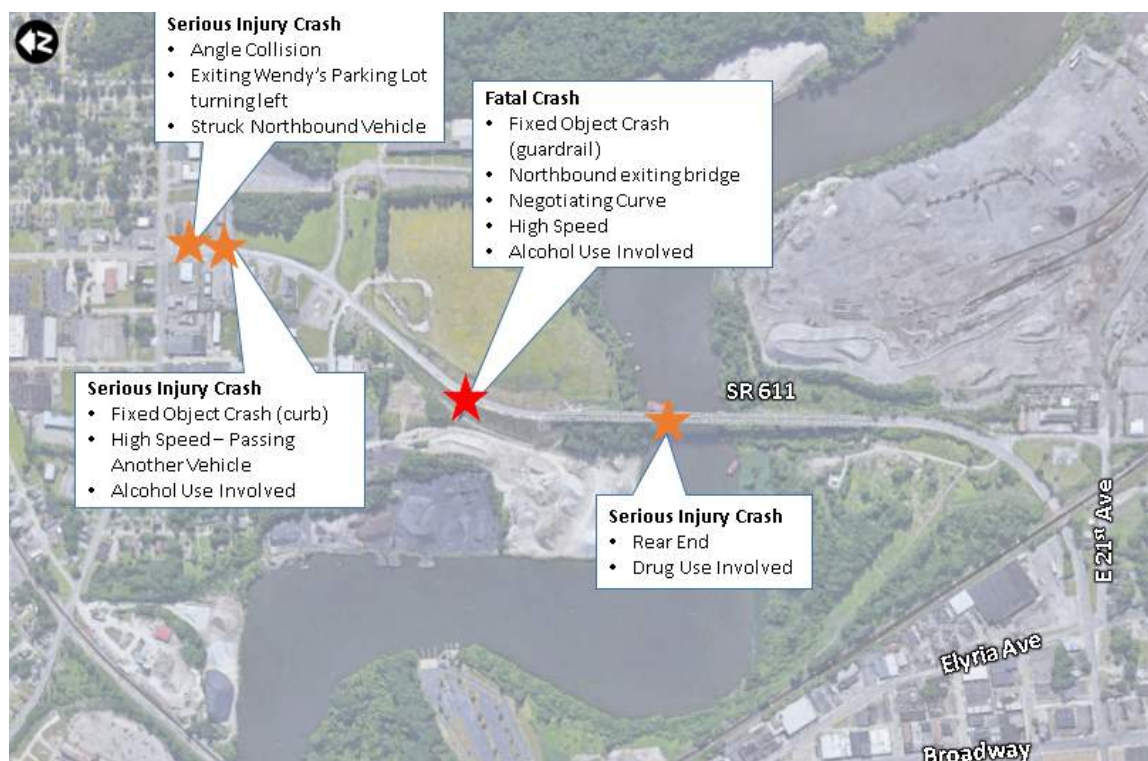 Serious Injury Crash
• Angle Collision
• Exiting Wendy's Parking Lot
turning left
• Struck Northbound Vehicle
Fatal Crash
• Fixed Object Crash
(guardrail)
• Northbound exiting bridge
• Negotiating Curve
• High Speed
• Alcohol Use Involved
Serious Injury Crash
• Fixed Object Crash (curb)
• High Speed – Passing
Another Vehicle
• Alcohol Use Involved
SR 611
Serious Injury Crash
• Rear End
• Drug Use Involved
E 21st Ave
Elyria Ave
Broadway
N